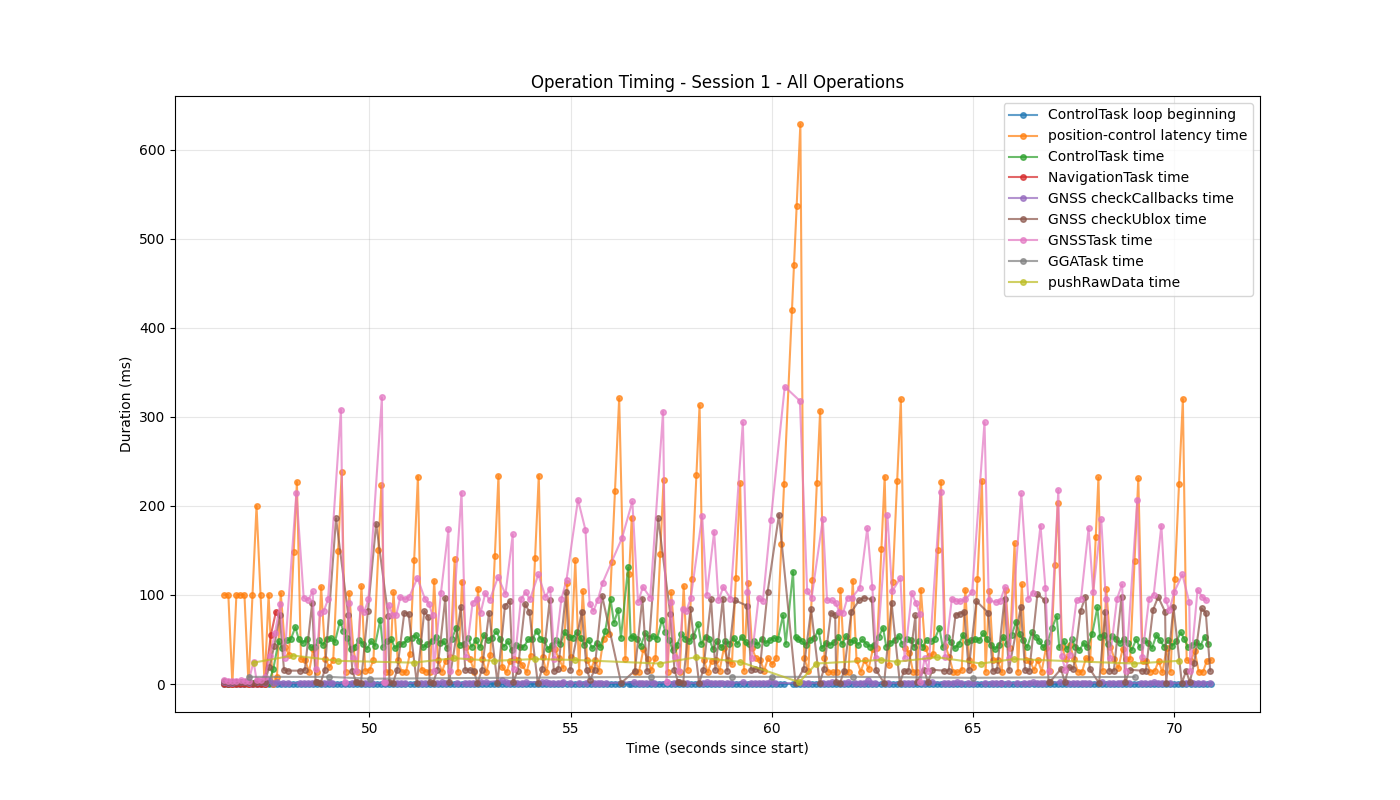 Operation Timing - Session 1 - All Operations
ControlTask loop beginning
position-control latency time
ControlTask time
NavigationTask time
GNSS checkCallbacks time
GNSS checkUblox time
GNSSTask time
GGATask time
pushRawData time
Duration (ms)
600
500
400
300
200
100
0
50 55 60 65 70
Time (seconds since start)